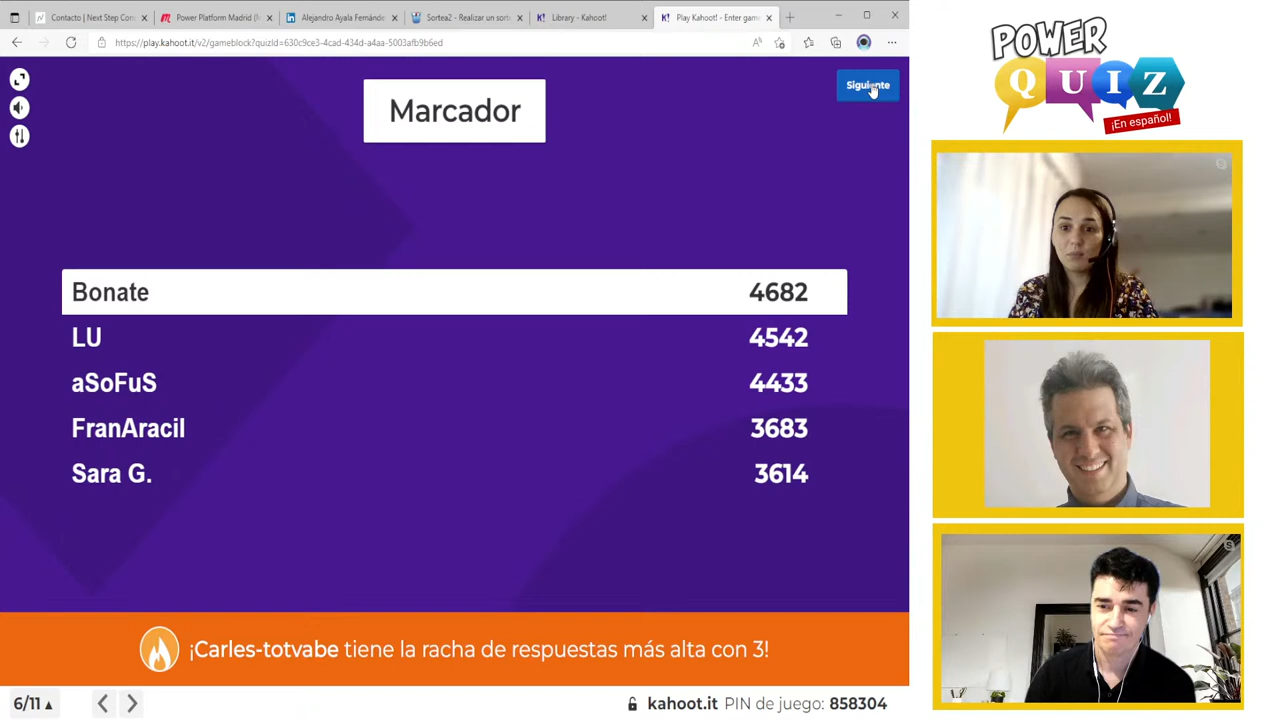 Contacto | Next Step Con
Power Platform Madrid (M
Alejandro Ayala Fernánde
Sortea2 - Realizar un sort
Library - Kahoot!
Play Kahoot! - Enter game
https://play.kahoot.it/v2/gameblock?quizId=630c9ce3-4cad-434d-a4aa-5003afb9b6ed
POWER
QUIZ
¡En español!
Siguiente
Marcador
Bonate 4682
LU 4542
aSoFuS 4433
FranAracil 3683
Sara G. 3614
¡Carles-totvabe tiene la racha de respuestas más alta con 3!
6/11
kahoot.it PIN de juego: 858304